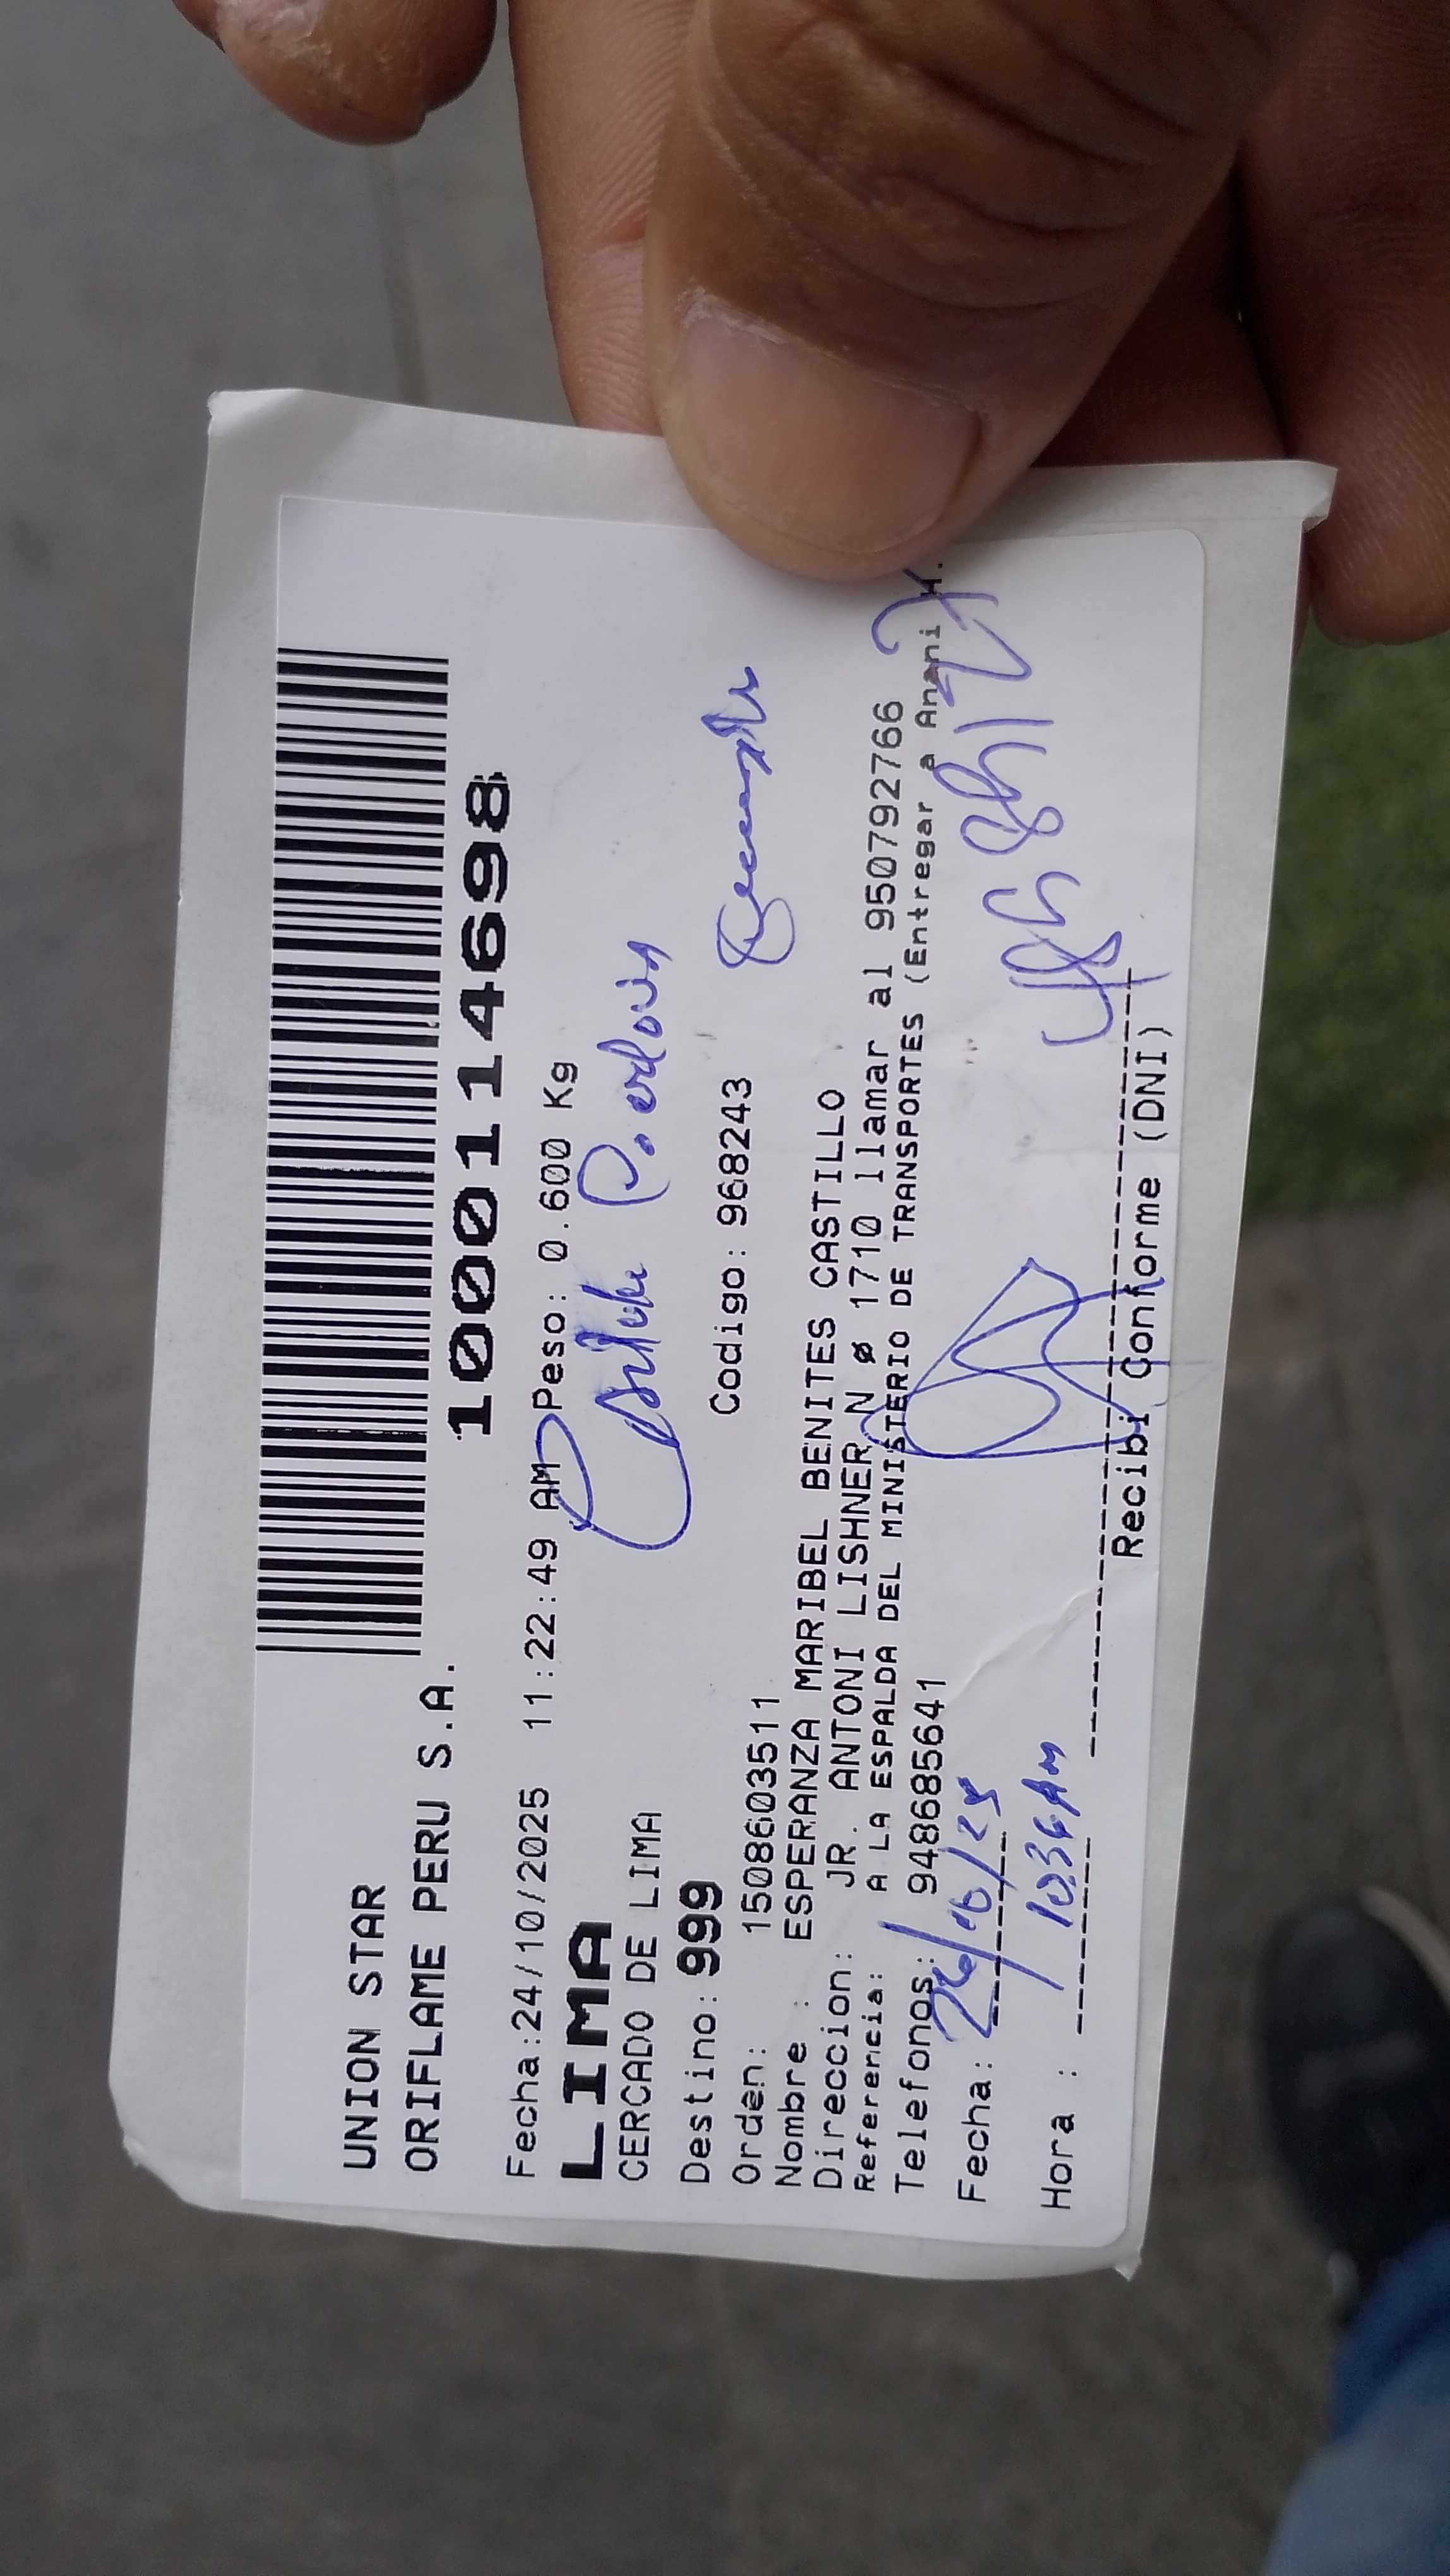 UNION STAR
ORIFLAME PERU S.A.
100114698
Fecha:24/10/2025 11:22:49 AM Peso: 0.600 Kg
LIMA
CERCADO DE LIMA
Destino: 999 Codigo: 968243
Orden: 1508603511
Nombre : ESPERANZA MARIBEL BENITES CASTILLO
Direccion: JR. ANTONI LISHNER N ø 1710 llamar al 950792766
Referencia: A LA ESPALDA DEL MINISTERIO DE TRANSPORTES (Entregar a Anani H.
Telefonos: 948685641
Fecha: 26/10/25
Hora : 10:36 AM
Recibi Conforme (DNI)